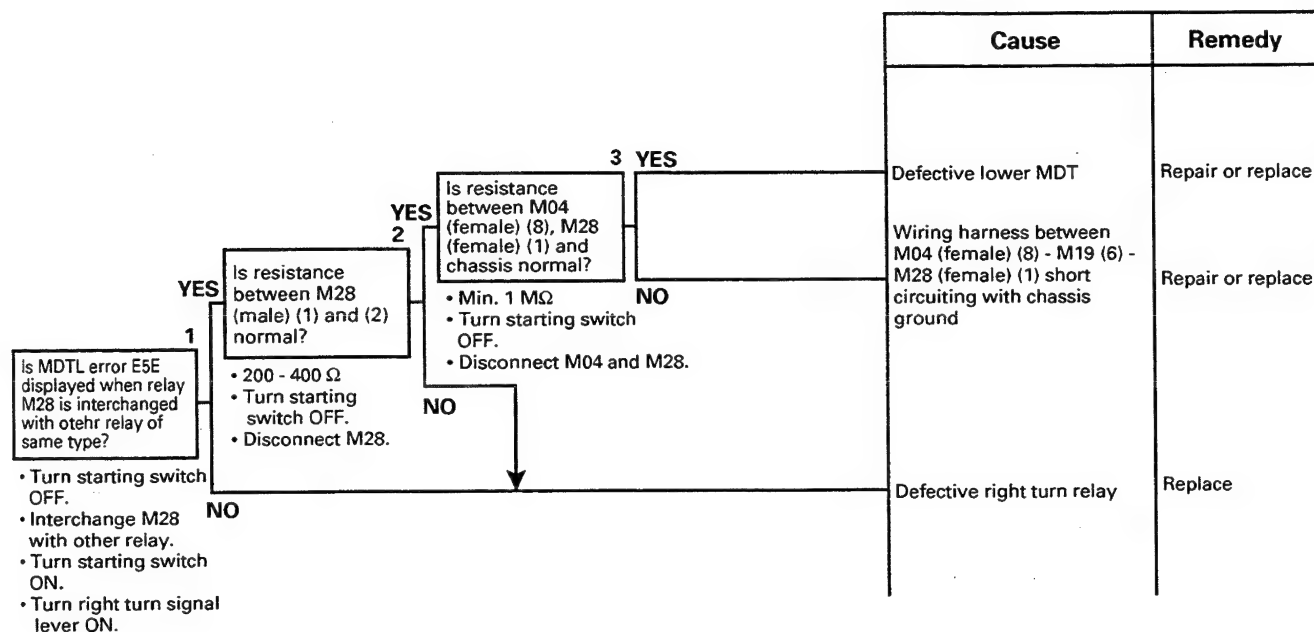 Cause
Remedy
3
YES
Is resistance
between M04
(female) (8), M28
(female) (1) and
chassis normal?
Defective lower MDT
Repair or replace
YES
2
Is resistance
between M28
(male) (1) and (2)
normal?
NO
• Min. 1 MΩ
• Turn starting switch
OFF.
• Disconnect M04 and M28.
Wiring harness between
M04 (female) (8) - M19 (6) -
M28 (female) (1) short
circuiting with chassis
ground
Repair or replace
YES
1
Is MDTL error E5E
displayed when relay
M28 is interchanged
with otehr relay of
same type?
• 200 - 400 Ω
• Turn starting
switch OFF.
• Disconnect M28.
NO
• Turn starting switch
OFF.
• Interchange M28
with other relay.
• Turn starting switch
ON.
• Turn right turn signal
lever ON.
NO
Defective right turn relay
Replace